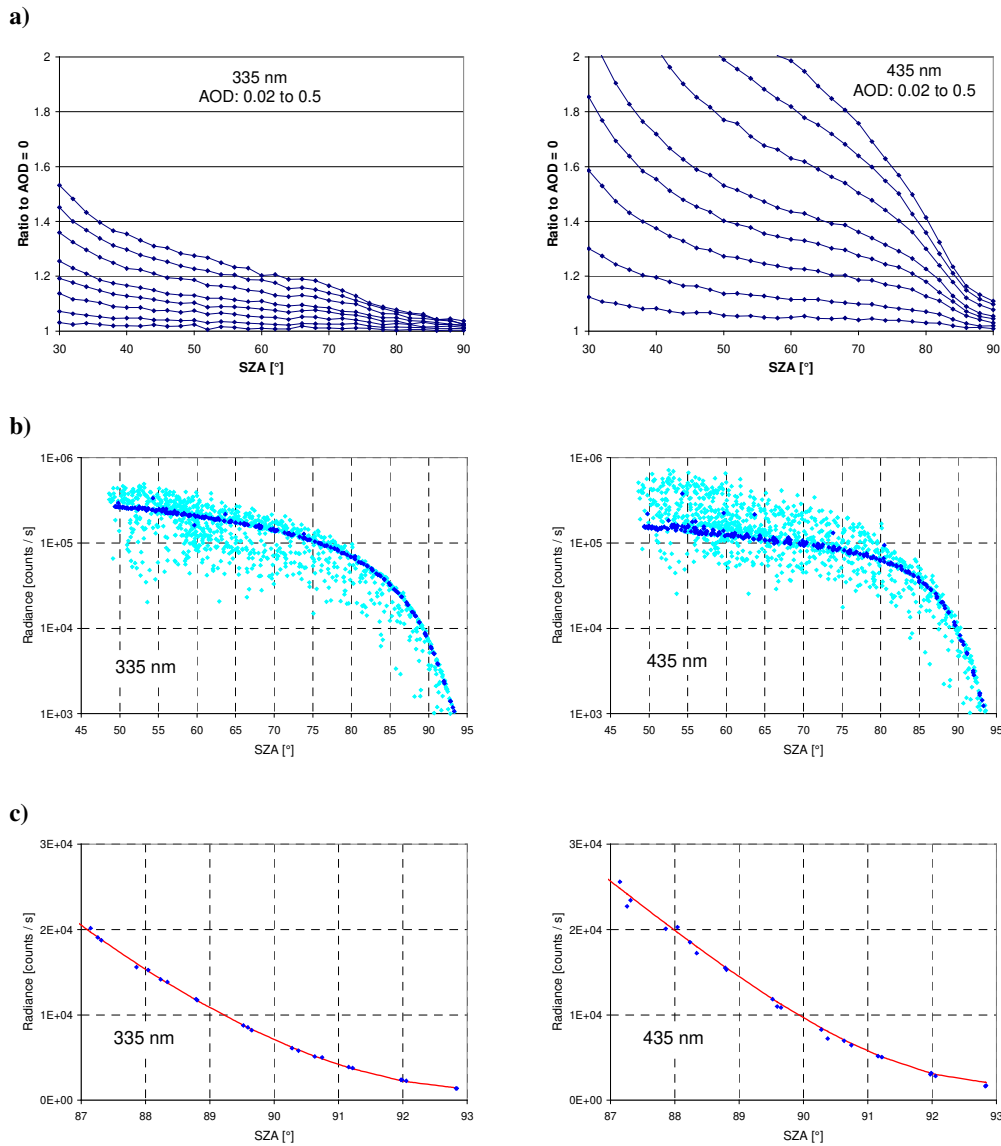 a)
335 nm
AOD: 0.02 to 0.5
Ratio to AOD = 0
2
1.8
1.6
1.4
1.2
1
30 40 50 60 70 80 90
SZA [°]
435 nm
AOD: 0.02 to 0.5
Ratio to AOD = 0
2
1.8
1.6
1.4
1.2
1
30 40 50 60 70 80 90
SZA [°]
b)
Radiance [counts / s]
1E+06
1E+05
1E+04
1E+03
335 nm
45 50 55 60 65 70 75 80 85 90 95
SZA [°]
Radiance [counts / s]
1E+06
1E+05
1E+04
1E+03
435 nm
45 50 55 60 65 70 75 80 85 90 95
SZA [°]
c)
Radiance [counts / s]
3E+04
2E+04
1E+04
0E+00
335 nm
87 88 89 90 91 92 93
SZA [°]
Radiance [counts / s]
3E+04
2E+04
1E+04
0E+00
435 nm
87 88 89 90 91 92 93
SZA [°]